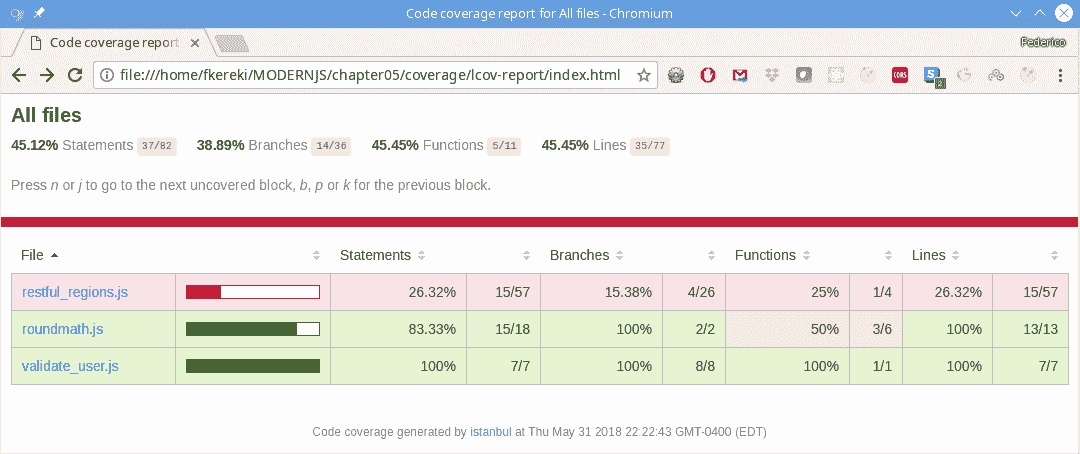 Code coverage report for All files - Chromium
Code coverage report
Federico
file:///home/fkereki/MODERNJS/chapter05/coverage/lcov-report/index.html
CORS
S
2
All files
45.12% Statements 37/82 38.89% Branches 14/36 45.45% Functions 5/11 45.45% Lines 35/77
Press n or j to go to the next uncovered block, b, p or k for the previous block.
File Statements Branches Functions Lines
restful_regions.js 26.32% 15/57 15.38% 4/26 25% 1/4 26.32% 15/57
roundmath.js 83.33% 15/18 100% 2/2 50% 3/6 100% 13/13
validate_user.js 100% 7/7 100% 8/8 100% 1/1 100% 7/7
Code coverage generated by istanbul at Thu May 31 2018 22:22:43 GMT-0400 (EDT)